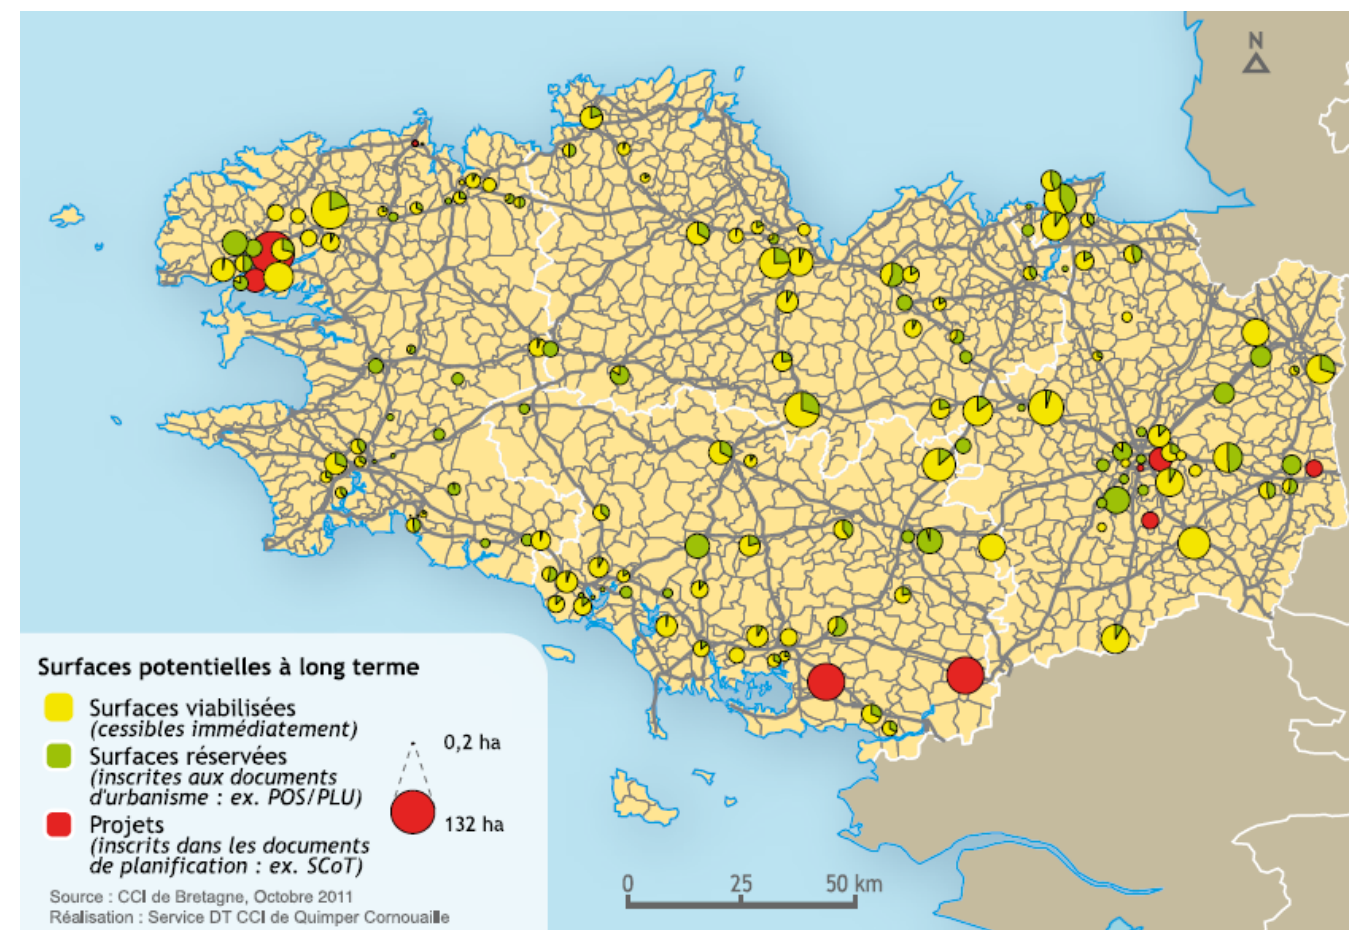 N
Surfaces potentielles à long terme
Surfaces viabilisées
(cessibles immédiatement)
Surfaces réservées
(inscrites aux documents
d'urbanisme : ex. POS/PLU)
Projets
(inscrits dans les documents
de planification : ex. SCoT)
0,2 ha
132 ha
Source : CCI de Bretagne, Octobre 2011
Réalisation : Service DT CCI de Quimper Cornouaille
0 25 50 km